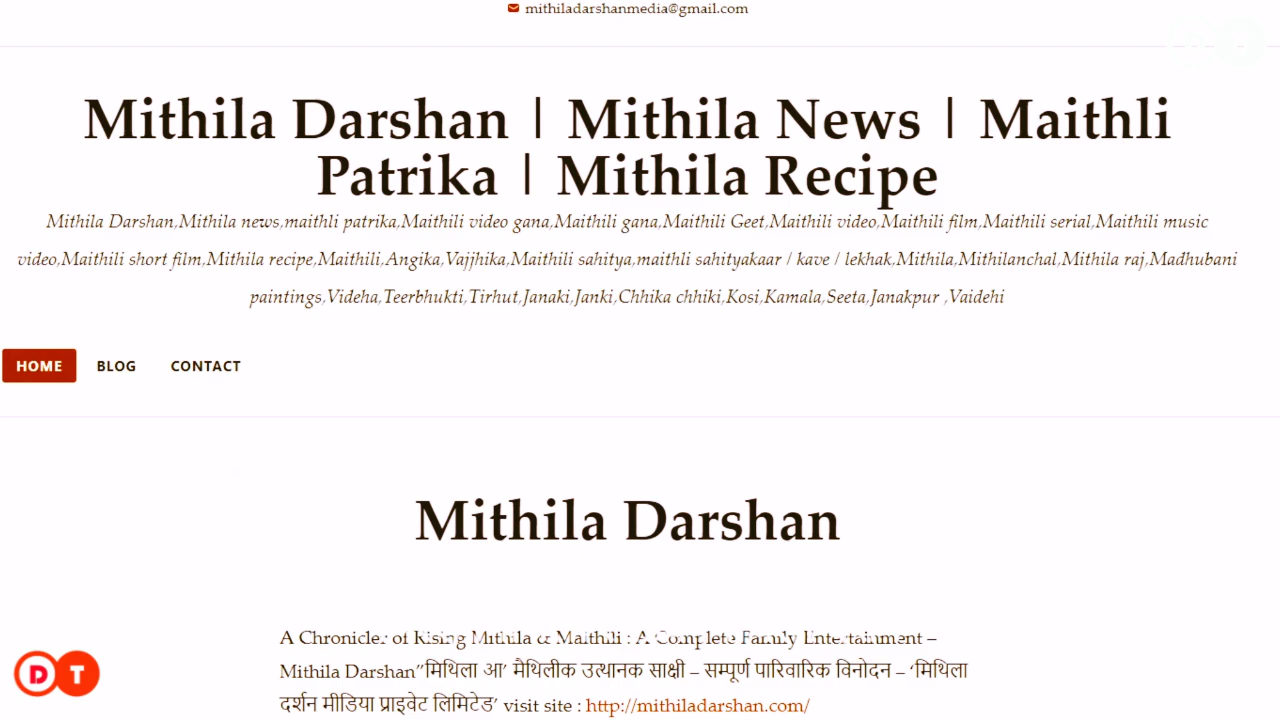 mithiladarshanmedia@gmail.com
Mithila Darshan | Mithila News | Maithli
Patrika | Mithila Recipe
Mithila Darshan,Mithila news,maithli patrika,Maithili video gana,Maithili gana,Maithili Geet,Maithili video,Maithili film,Maithili serial,Maithili music
video,Maithili short film,Mithila recipe,Maithili,Angika,Vajjhika,Maithili sahitya,maithli sahityakaar / kave / lekhak,Mithila,Mithilanchal,Mithila raj,Madhubani
paintings,Videha,Teerbhukti,Tirhut,Janaki,Janki,Chhika chhiki,Kosi,Kamala,Seeta,Janakpur ,Vaidehi
HOME BLOG CONTACT
Mithila Darshan
A Chronicler of Rising Mithila & Maithili : A Complete Family Entertainment –
Mithila Darshan”मिथिला आ’ मैथिलीक उत्थानक साक्षी – सम्पूर्ण पारिवारिक विनोदन – ‘मिथिला
दर्शन मीडिया प्राइवेट लिमिटेड’ visit site : http://mithiladarshan.com/
D T